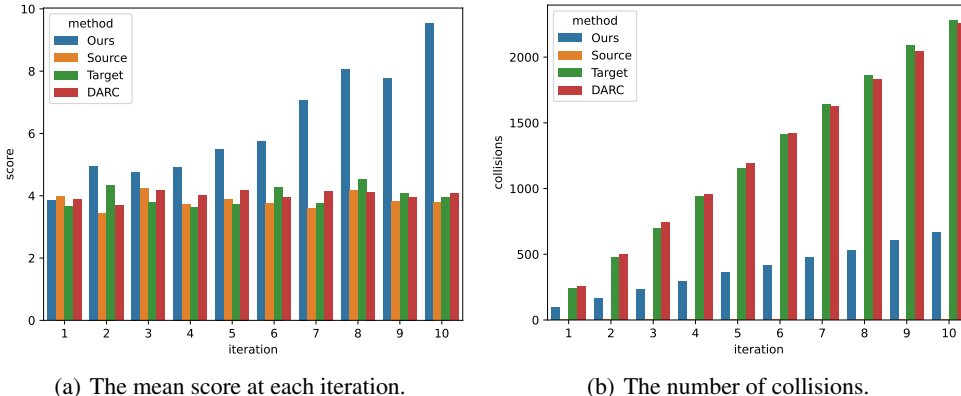 10
8
6
4
2
0
score
method
Ours
Source
Target
DARC
1 2 3 4 5 6 7 8 9 10
iteration
(a) The mean score at each iteration.
2000
1500
1000
500
0
collisions
method
Ours
Source
Target
DARC
1 2 3 4 5 6 7 8 9 10
iteration
(b) The number of collisions.